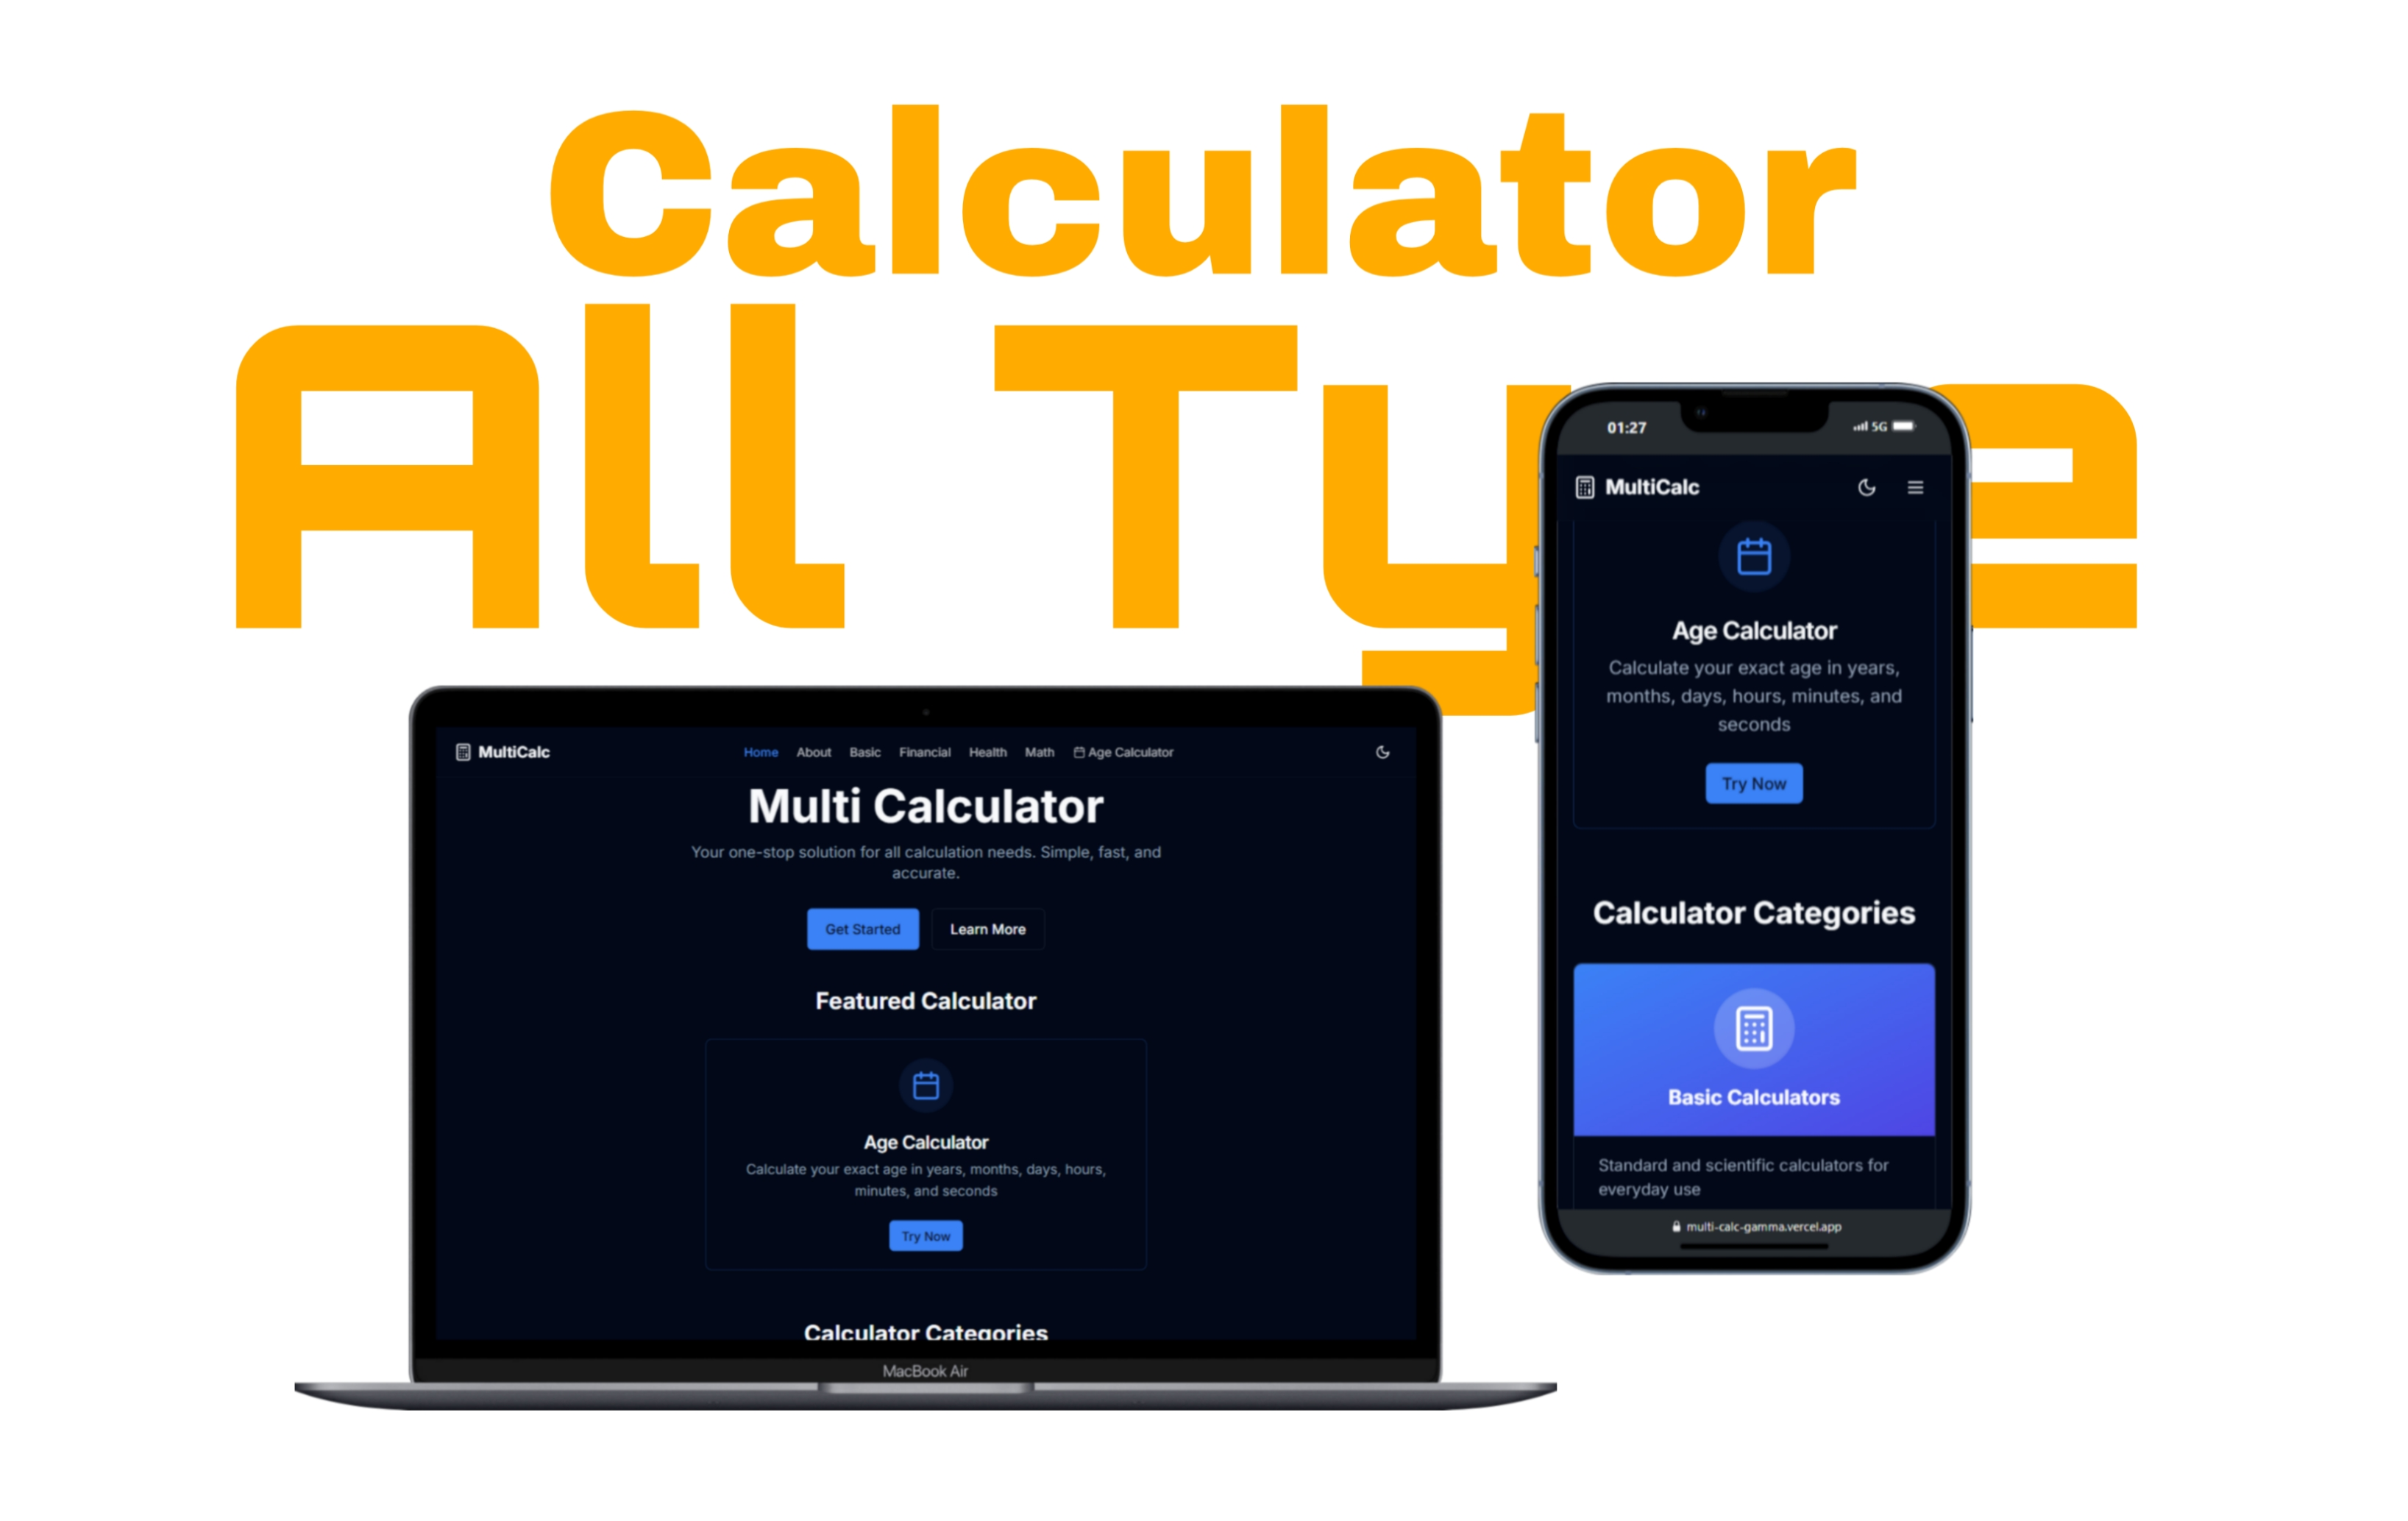 Calculator
All Ty e
MultiCalc
Home About Basic Financial Health Math Age Calculator
Multi Calculator
Your one-stop solution for all calculation needs. Simple, fast, and
accurate.
Get Started Learn More
Featured Calculator
Age Calculator
Calculate your exact age in years, months, days, hours,
minutes, and seconds
Try Now
Calculator Categories
MacBook Air
01:27 5G
MultiCalc
Age Calculator
Calculate your exact age in years,
months, days, hours, minutes, and
seconds
Try Now
Calculator Categories
Basic Calculators
Standard and scientific calculators for
everyday use
multi-calc-gamma.vercel.app